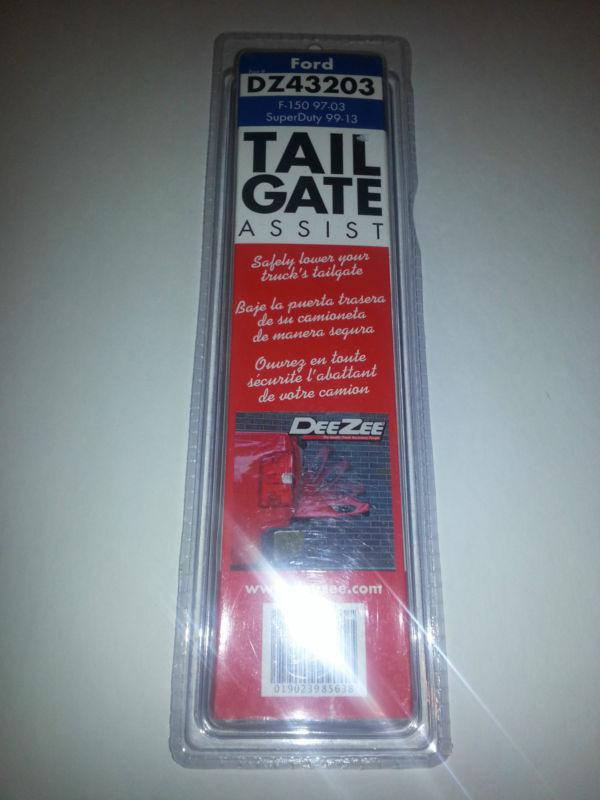 Ford
DZ43203
F-150 97-03
SuperDuty 99-13
TAIL
GATE
ASSIST
Safely lower your
truck's tailgate
Baje la puerta trasera
de su camioneta
de manera segura
Ouvrez en toute
sécurite l'abattant
de votre camion
DEEZEE
019023985638